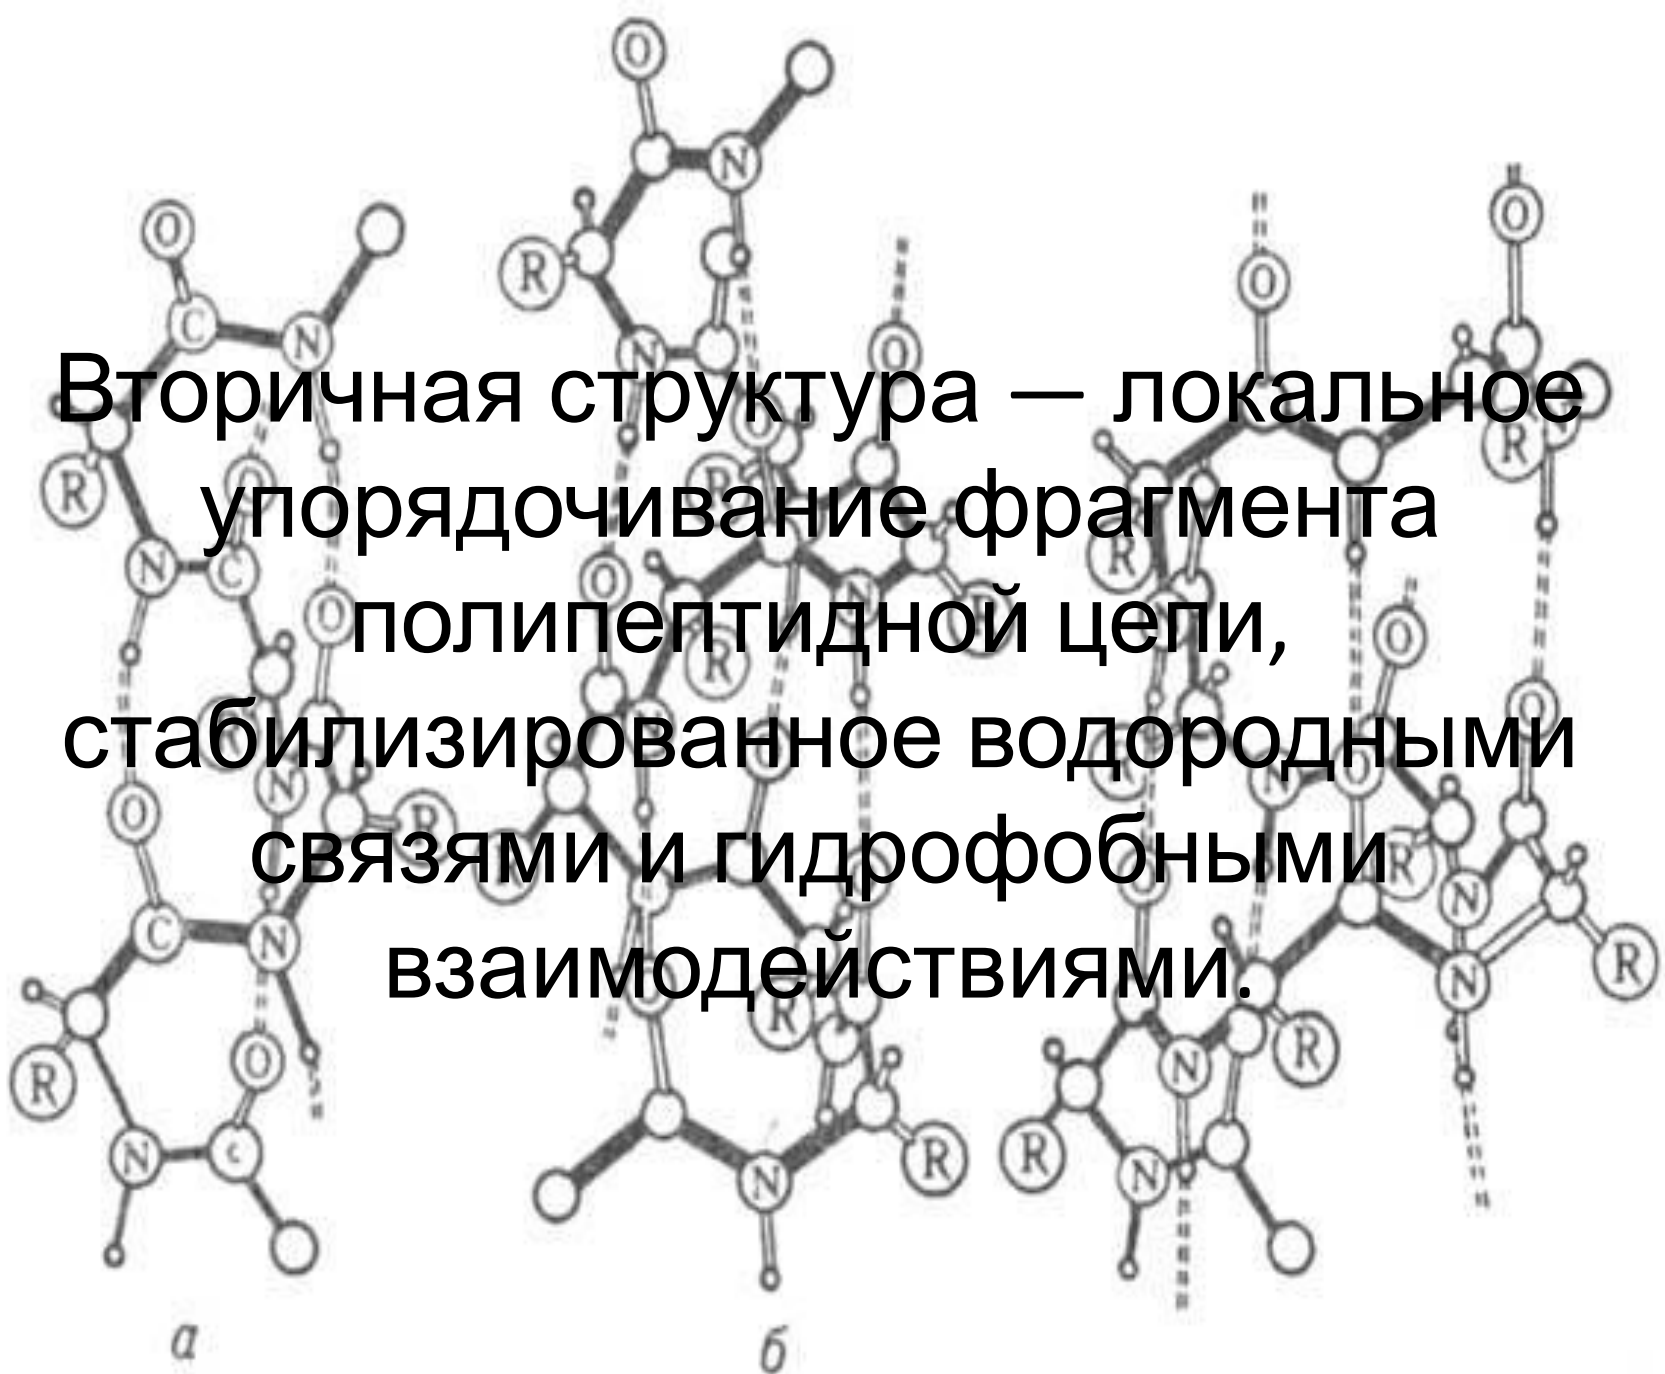 Вторичная структура — локальное
упорядочивание фрагмента
полипептидной цепи,
стабилизированное водородными
связями и гидрофобными
взаимодействиями.
O
N
R
N
O
C
N
R
O
N
C
O
R
N
O
R
R
N
O
R
R
O
N
O
R
R
C
N
R
O
R
N
C
N
R
O
O
R
R
O
O
R
N
O
R
N
N
R
N
R
R
N
а б